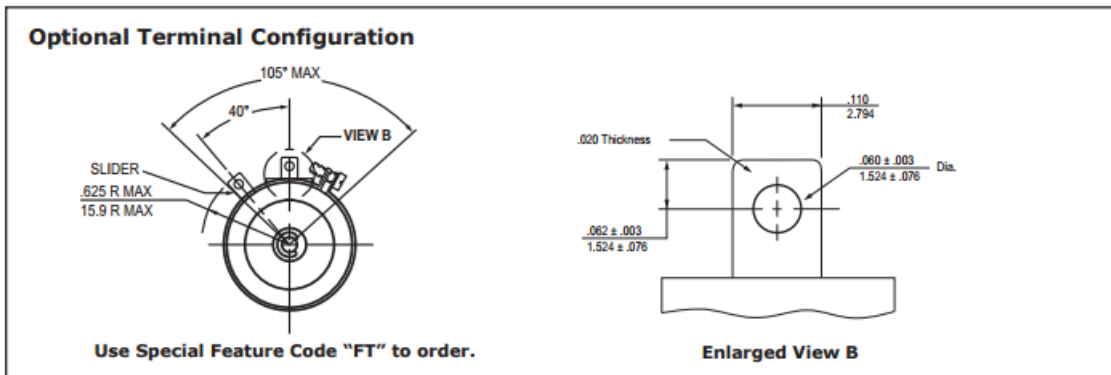 Optional Terminal Configuration
105° MAX
40°
VIEW B
SLIDER
.625 R MAX
15.9 R MAX
Use Special Feature Code “FT” to order.
.110
2.794
.020 Thickness
.060 ± .003
1.524 ± .076
Dia.
.062 ± .003
1.524 ± .076
Enlarged View B